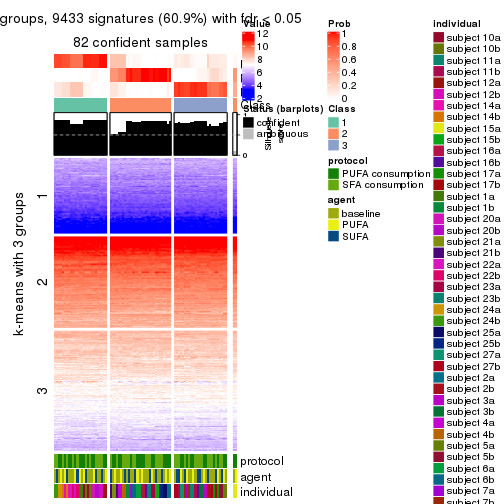 groups, 9433 signatures (60.9%) with fdr < 0.05
82 confident samples
k-means with 3 groups
1
2
3
protocol
agent
individual
Value
12
10
8
6
4
2
Class
Status (barplots)
confident
ambiguous
0
Prob
1
0.8
0.6
0.4
0.2
0
Class
1
2
3
protocol
PUFA consumption
SFA consumption
agent
baseline
PUFA
SUFA
individual
subject 10a
subject 10b
subject 11a
subject 11b
subject 12a
subject 12b
subject 14a
subject 14b
subject 15a
subject 15b
subject 16a
subject 16b
subject 17a
subject 17b
subject 1a
subject 1b
subject 20a
subject 20b
subject 21a
subject 21b
subject 22a
subject 22b
subject 23a
subject 23b
subject 24a
subject 24b
subject 25a
subject 25b
subject 27a
subject 27b
subject 2a
subject 2b
subject 3a
subject 3b
subject 4a
subject 4b
subject 5a
subject 5b
subject 6a
subject 6b
subject 7a
subject 7b